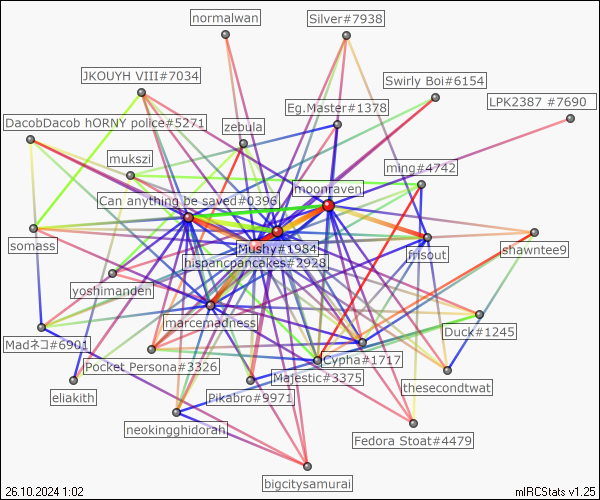 normalwan
Silver#7938
JKOUYH VIII#7034
Swirly Boi#6154
LPK2387 #7690
Eg.Master#1378
DacobDacob hORNY police#5271
zebula
mukszi
ming#4742
moonraven
Can anything be saved#0396
somass
Mushy#1984
shawntee9
frisout
hispancpancakes#2928
yoshimanden
marcemadness
Duck#1245
Madネコ#6901
Pocket Persona#3326
Cypha#1717
Majestic#3375
thesecondtwat
eliakith
Pikabro#9971
neokingghidorah
Fedora Stoat#4479
bigcitysamurai
26.10.2024 1:02
mIRCStats v1.25